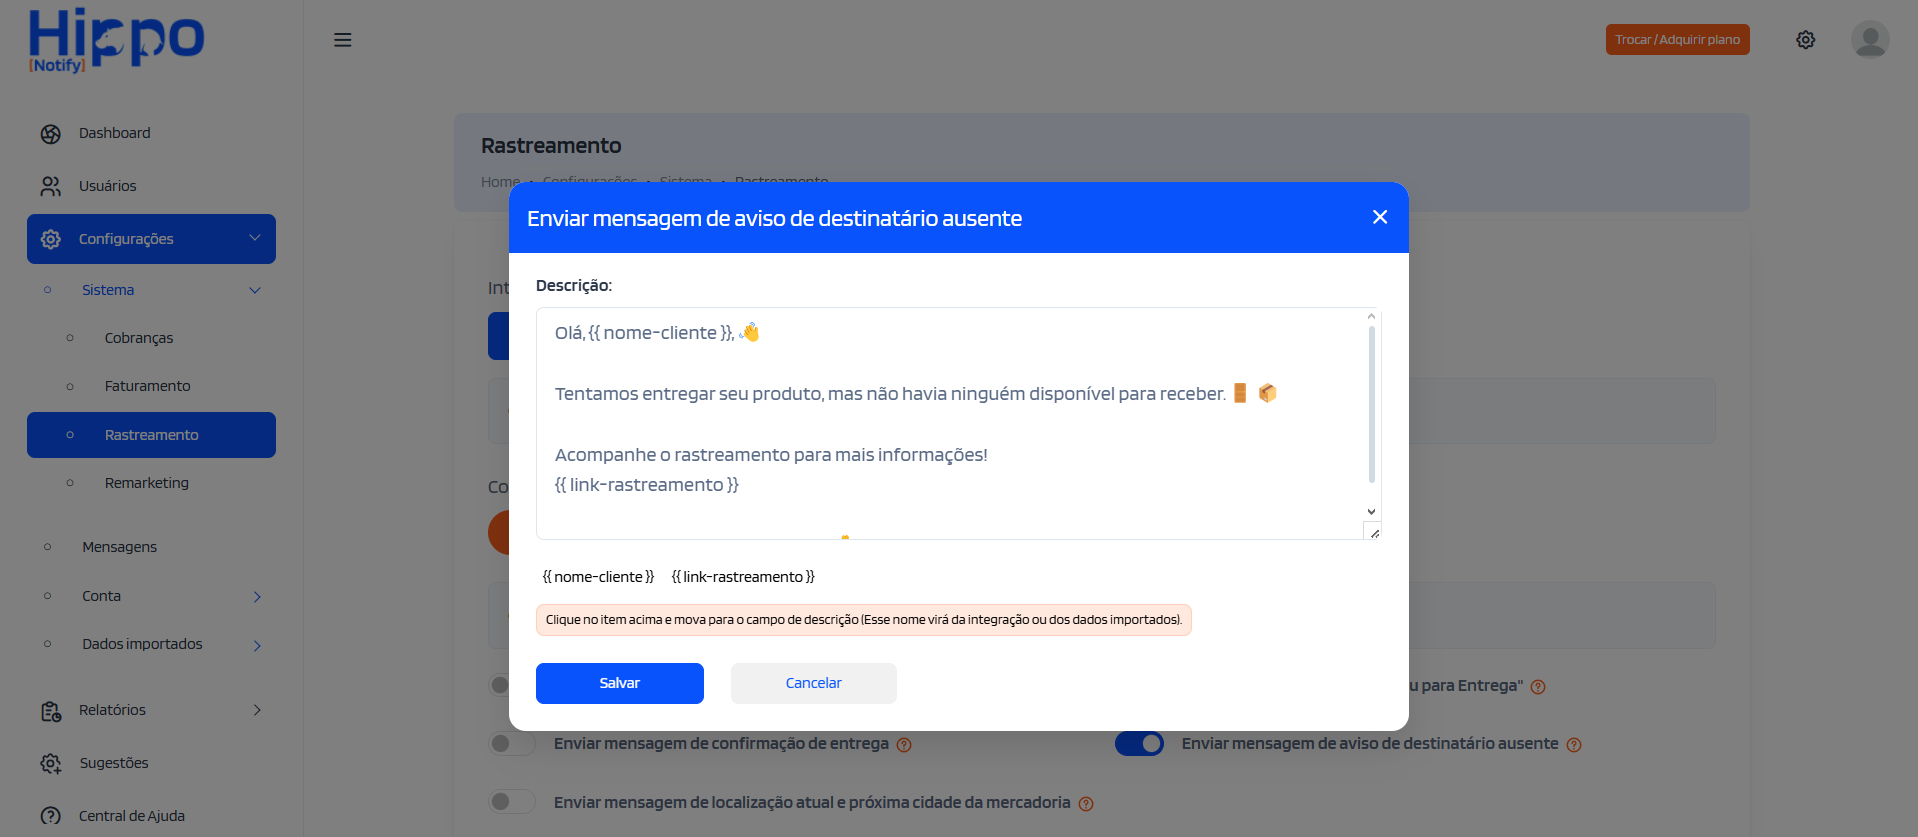 Hippo
[Notify]
Trocar / Adquirir plano
Dashboard
Usuários
Configurações
Sistema
Cobranças
Faturamento
Rastreamento
Remarketing
Mensagens
Conta
Dados importados
Relatórios
Sugestões
Central de Ajuda
Rastreamento
Home • Configurações • Sistema • Rastreamento
Enviar mensagem de aviso de destinatário ausente
Descrição:
Olá, {{ nome-cliente }}, 👋
Tentamos entregar seu produto, mas não havia ninguém disponível para receber. 🚪 📦
Acompanhe o rastreamento para mais informações!
{{ link-rastreamento }}
{{ nome-cliente }} {{ link-rastreamento }}
Clique no item acima e mova para o campo de descrição (Esse nome virá da integração ou dos dados importados).
Salvar
Cancelar
Int
Co
u para Entrega"
Enviar mensagem de confirmação de entrega
Enviar mensagem de aviso de destinatário ausente
Enviar mensagem de localização atual e próxima cidade da mercadoria